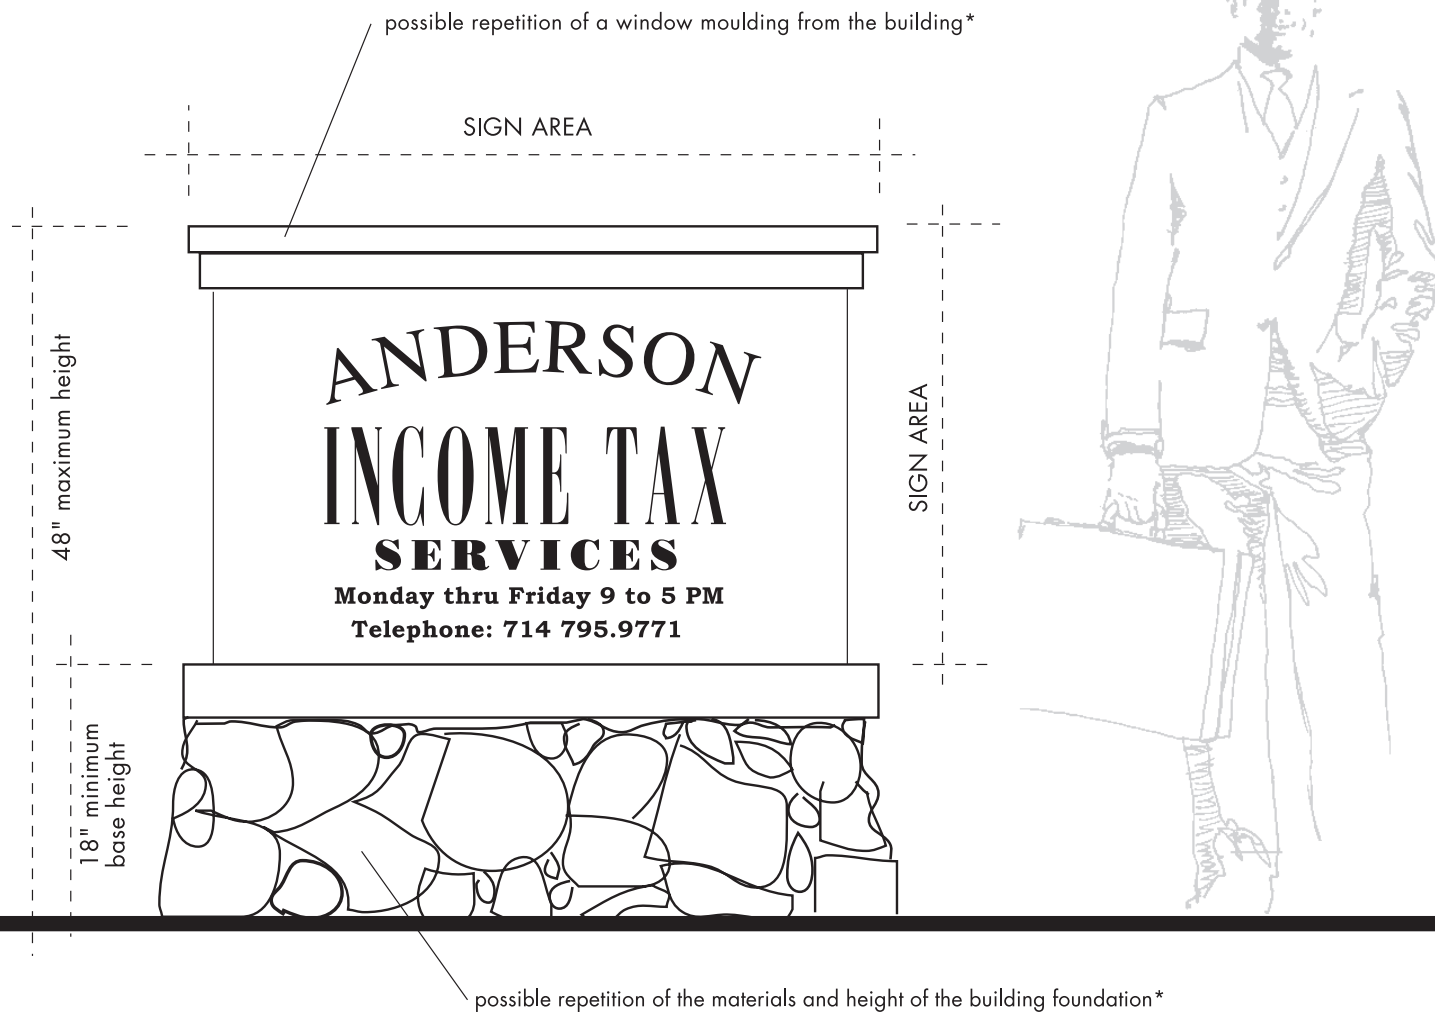 possible repetition of a window moulding from the building*
SIGN AREA
ANDERSON
INCOME TAX
SERVICES
Monday thru Friday 9 to 5 PM
Telephone: 714 795.9771
SIGN AREA
48" maximum height
18" minimum
base height
possible repetition of the materials and height of the building foundation*